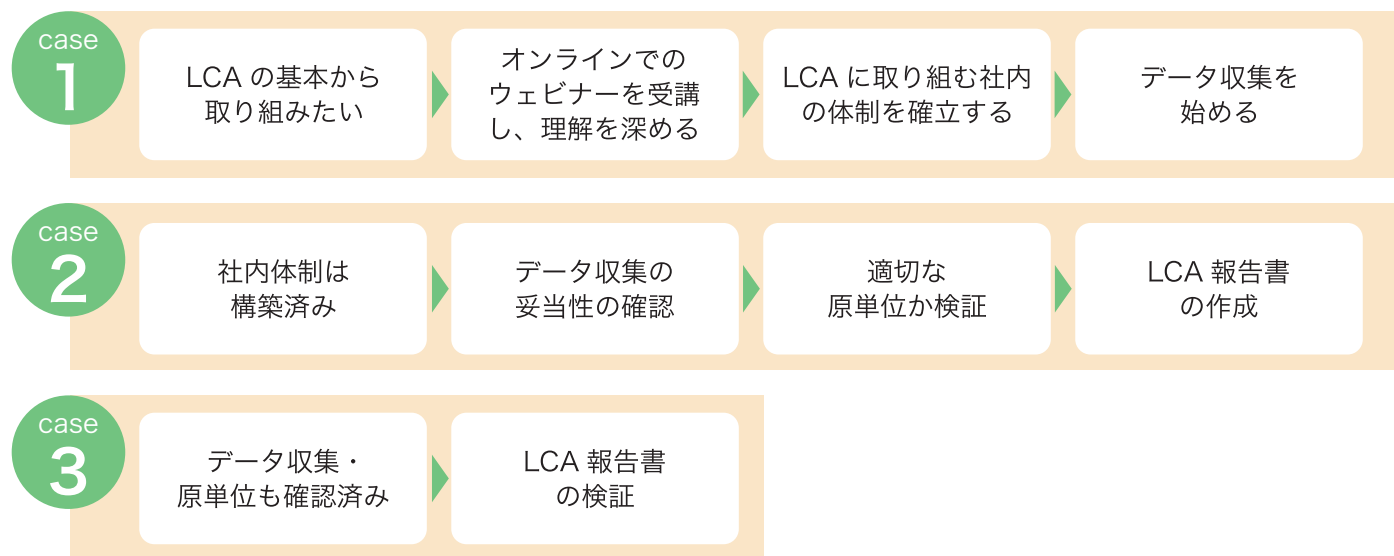 case
1
LCA の基本から
取り組みたい
オンラインでの
ウェビナーを受講
し、理解を深める
LCA に取り組む社内
の体制を確立する
データ収集を
始める
case
2
社内体制は
構築済み
データ収集の
妥当性の確認
適切な
原単位か検証
LCA 報告書
の作成
case
3
データ収集・
原単位も確認済み
LCA 報告書
の検証